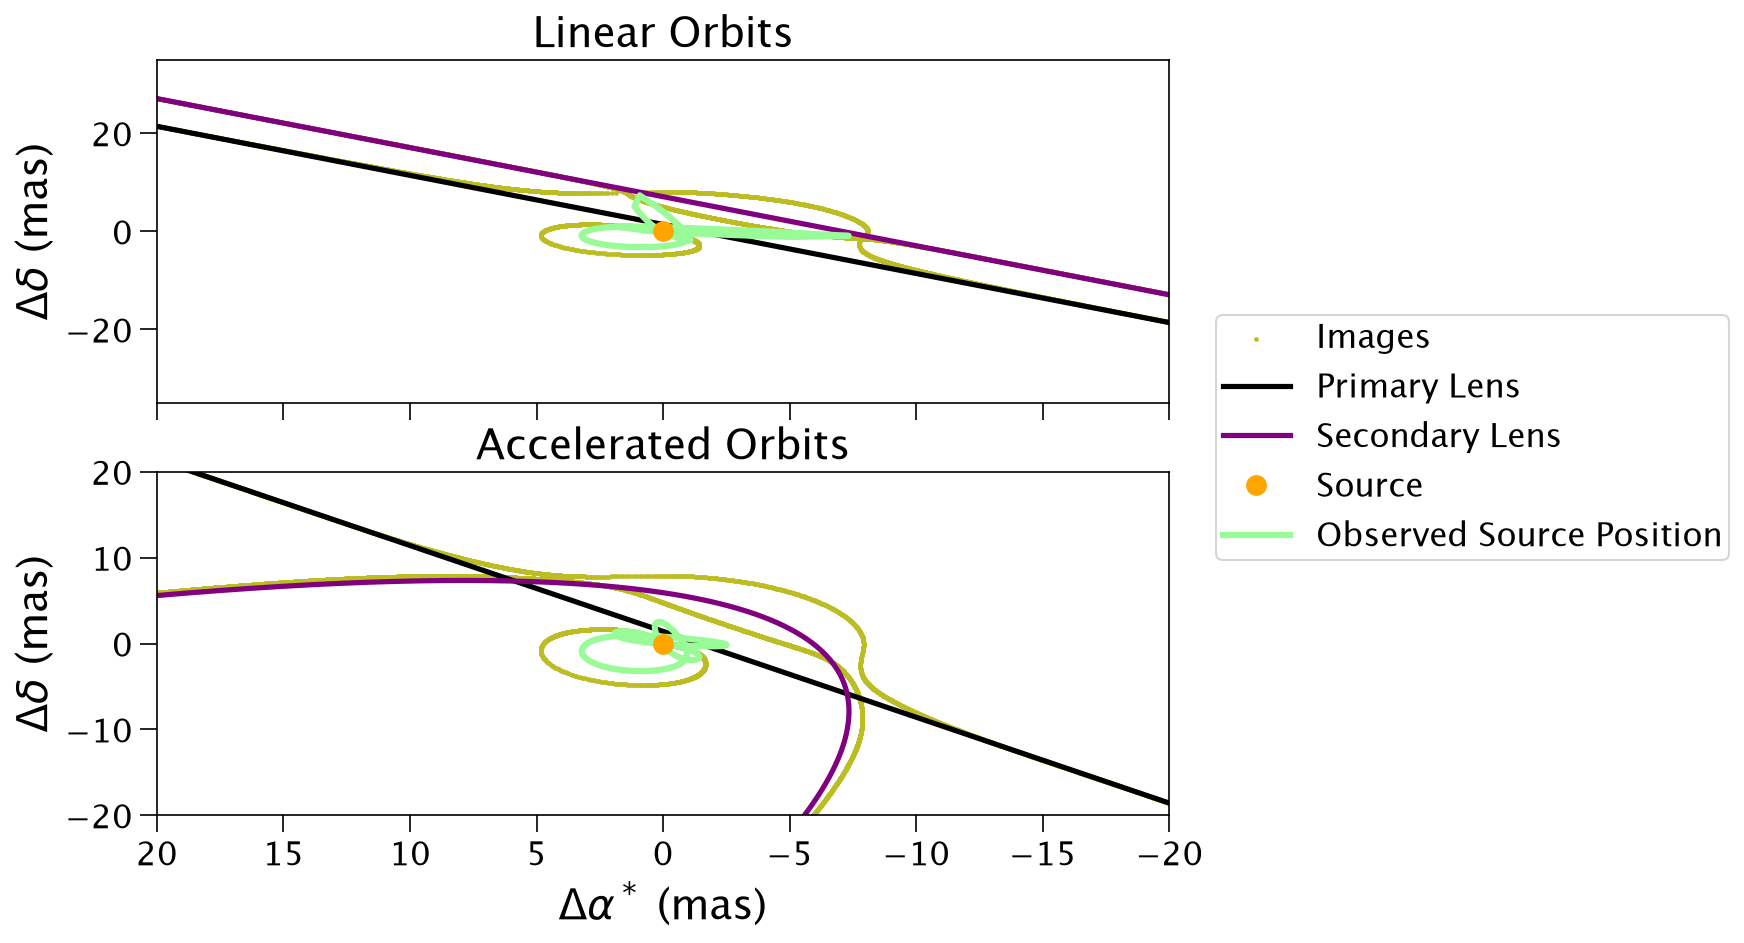 Linear Orbits
20
0
−20
Δδ (mas)
Images
Primary Lens
Secondary Lens
Source
Observed Source Position
Accelerated Orbits
20
10
0
−10
−20
Δδ (mas)
20 15 10 5 0 −5 −10 −15 −20
Δα* (mas)